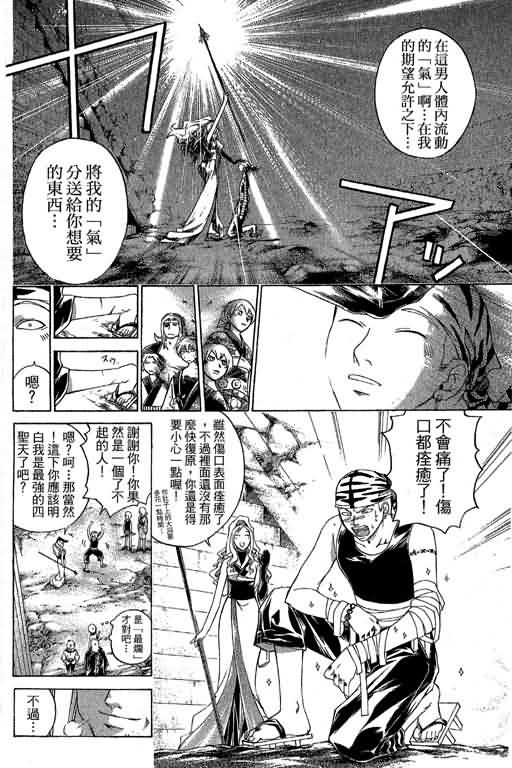 在這男人體內流動
的「氣」啊…在我
的期望允許之下…
將我的「氣」
分送給你想要
的東西…
嗯？
不會痛了！傷
口都痊癒了！
雖然傷口表面痊癒了
，不過裡面還沒有那
麼快復原，你還是得
要小心一點喔！
謝謝你！你果
然是一個了不
起的人！
嗯？呵…那當然
！這下你應該明
白我是最強的四
聖天了吧？
是「最爛」
才對吧…
不過…